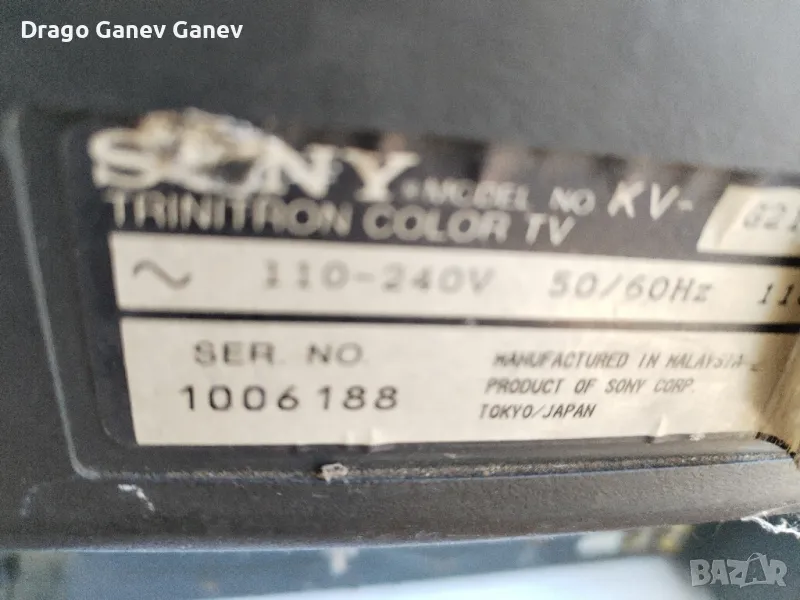 Drago Ganev Ganev
SONY MODEL NO KV-
TRINITRON COLOR TV
~ 110-240V 50/60Hz
SER. NO. MANUFACTURED IN MALAYSIA
1006188 PRODUCT OF SONY CORP.
TOKYO/JAPAN
BAZAR